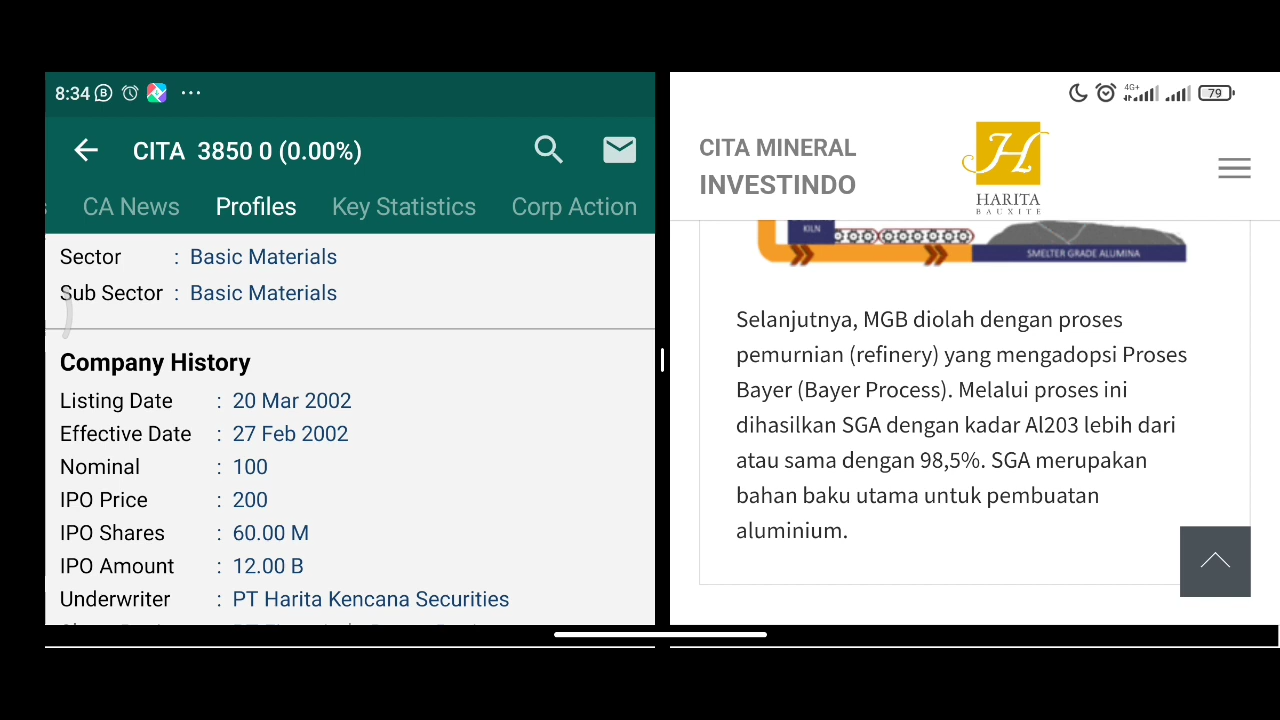 8:34
CITA 3850 0 (0.00%)
CA News Profiles Key Statistics Corp Action
Sector : Basic Materials
Sub Sector : Basic Materials
Company History
Listing Date : 20 Mar 2002
Effective Date : 27 Feb 2002
Nominal : 100
IPO Price : 200
IPO Shares : 60.00 M
IPO Amount : 12.00 B
Underwriter : PT Harita Kencana Securities
4G+
79
CITA MINERAL
INVESTINDO
H
HARITA
BAUXITE
KILN
SMELTER GRADE ALUMINA
Selanjutnya, MGB diolah dengan proses
pemurnian (refinery) yang mengadopsi Proses
Bayer (Bayer Process). Melalui proses ini
dihasilkan SGA dengan kadar Al203 lebih dari
atau sama dengan 98,5%. SGA merupakan
bahan baku utama untuk pembuatan
aluminium.